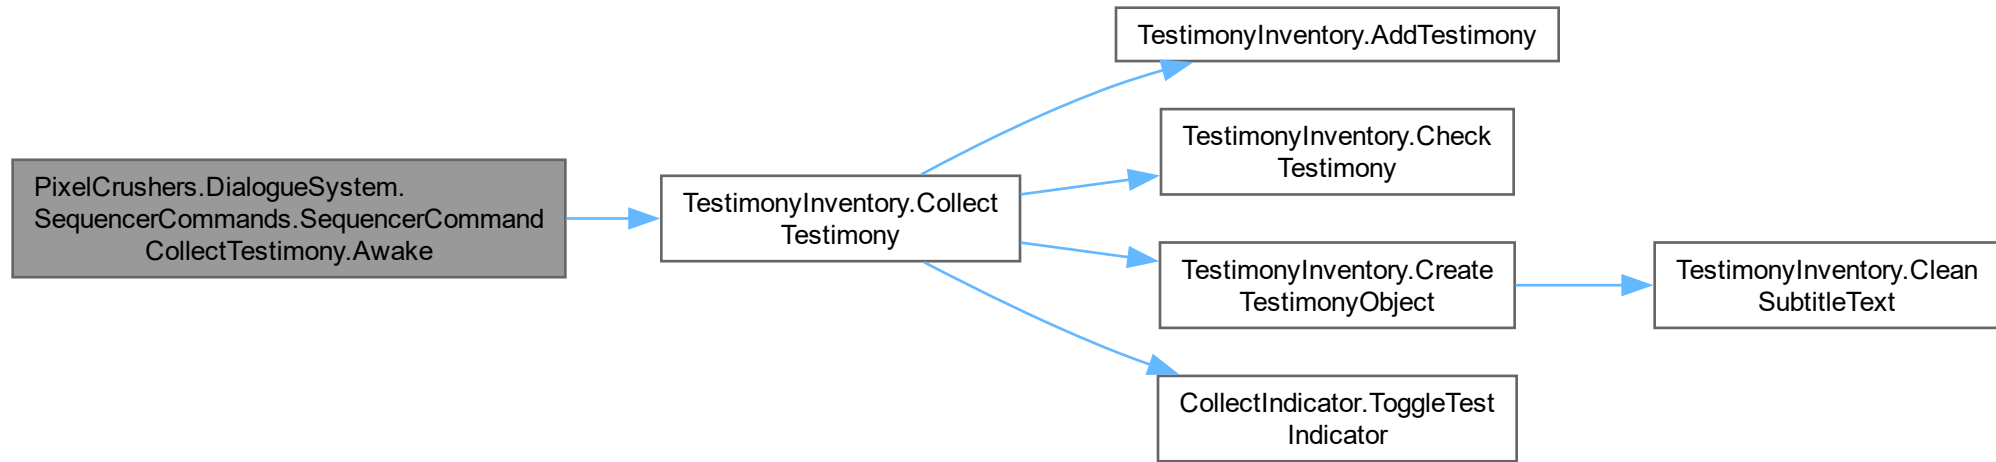 PixelCrushers.DialogueSystem.
SequencerCommands.SequencerCommand
CollectTestimony.Awake
TestimonyInventory.Collect
Testimony
TestimonyInventory.AddTestimony
TestimonyInventory.Check
Testimony
TestimonyInventory.Create
TestimonyObject
TestimonyInventory.Clean
SubtitleText
CollectIndicator.ToggleTest
Indicator